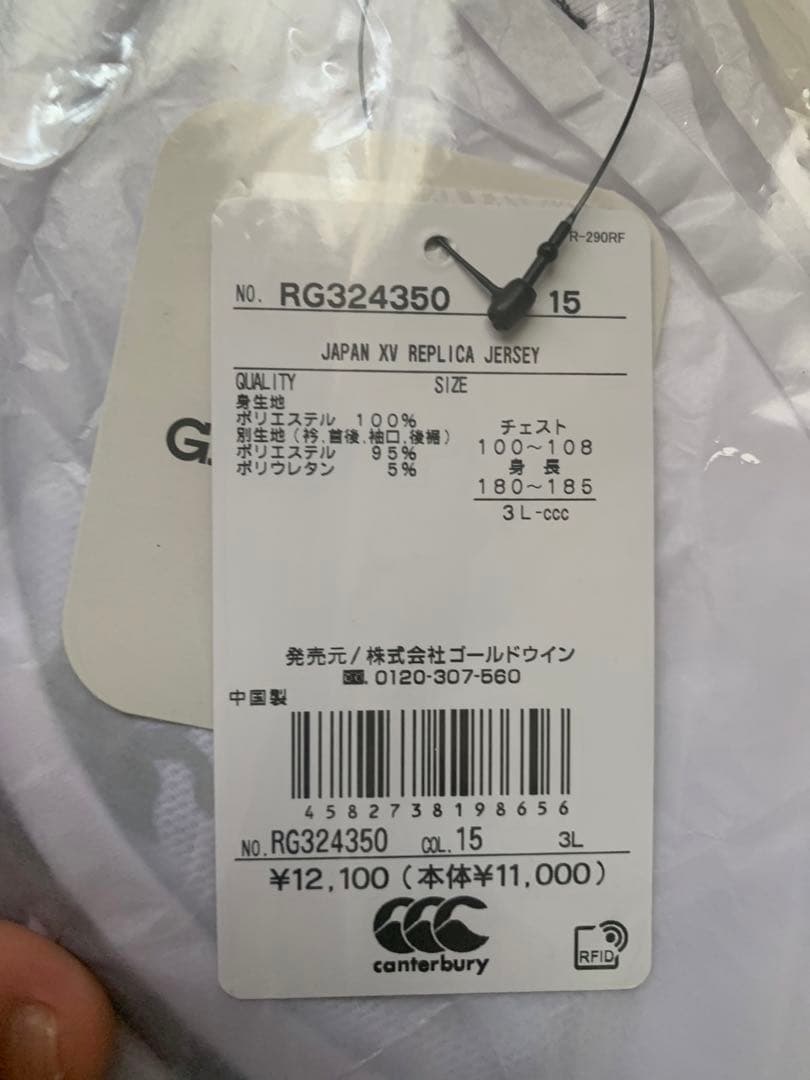 R-290RF
NO. RG324350 15
JAPAN XV REPLICA JERSEY
QUALITY SIZE
身生地
ポリエステル 100%
別生地(衿,首後,袖口,後裾)
ポリエステル 95%
ポリウレタン 5%
チェスト
100~108
身 長
180~185
3L-ccc
発売元/株式会社ゴールドウイン
0120-307-560
中国製
4582738198656
NO.RG324350 COL.15 3L
¥12,100(本体¥11,000)
canterbury
RFID